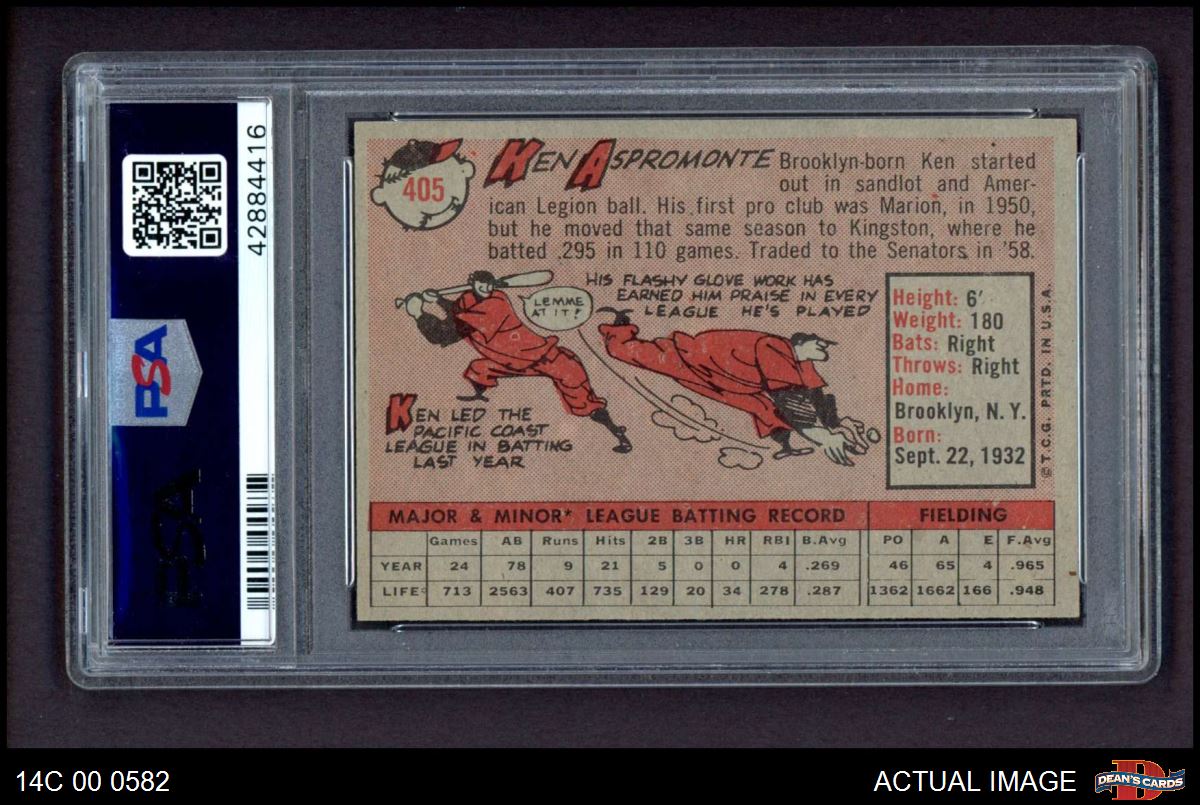 42884416
PSA
PSA
405
KEN ASPROMONTE Brooklyn-born Ken started
out in sandlot and Amer-
ican Legion ball. His first pro club was Marion, in 1950,
but he moved that same season to Kingston, where he
batted .295 in 110 games. Traded to the Senators in '58.
HIS FLASHY GLOVE WORK HAS
EARNED HIM PRAISE IN EVERY
LEAGUE HE'S PLAYED
LEMME
AT IT!
KEN LED THE
PACIFIC COAST
LEAGUE IN BATTING
LAST YEAR
Height: 6'
Weight: 180
Bats: Right
Throws: Right
Home:
Brooklyn, N. Y.
Born:
Sept. 22, 1932
© T.C.G. PRTD. IN U.S.A.
MAJOR & MINOR* LEAGUE BATTING RECORD FIELDING
Games AB Runs Hits 2B 3B HR RBI B.Avg PO A E F.Avg
YEAR 24 78 9 21 5 0 0 4 .269 46 65 4 .965
LIFE 713 2563 407 735 129 20 34 278 .287 1362 1662 166 .948
14C 00 0582
ACTUAL IMAGE
DEAN'S CARDS